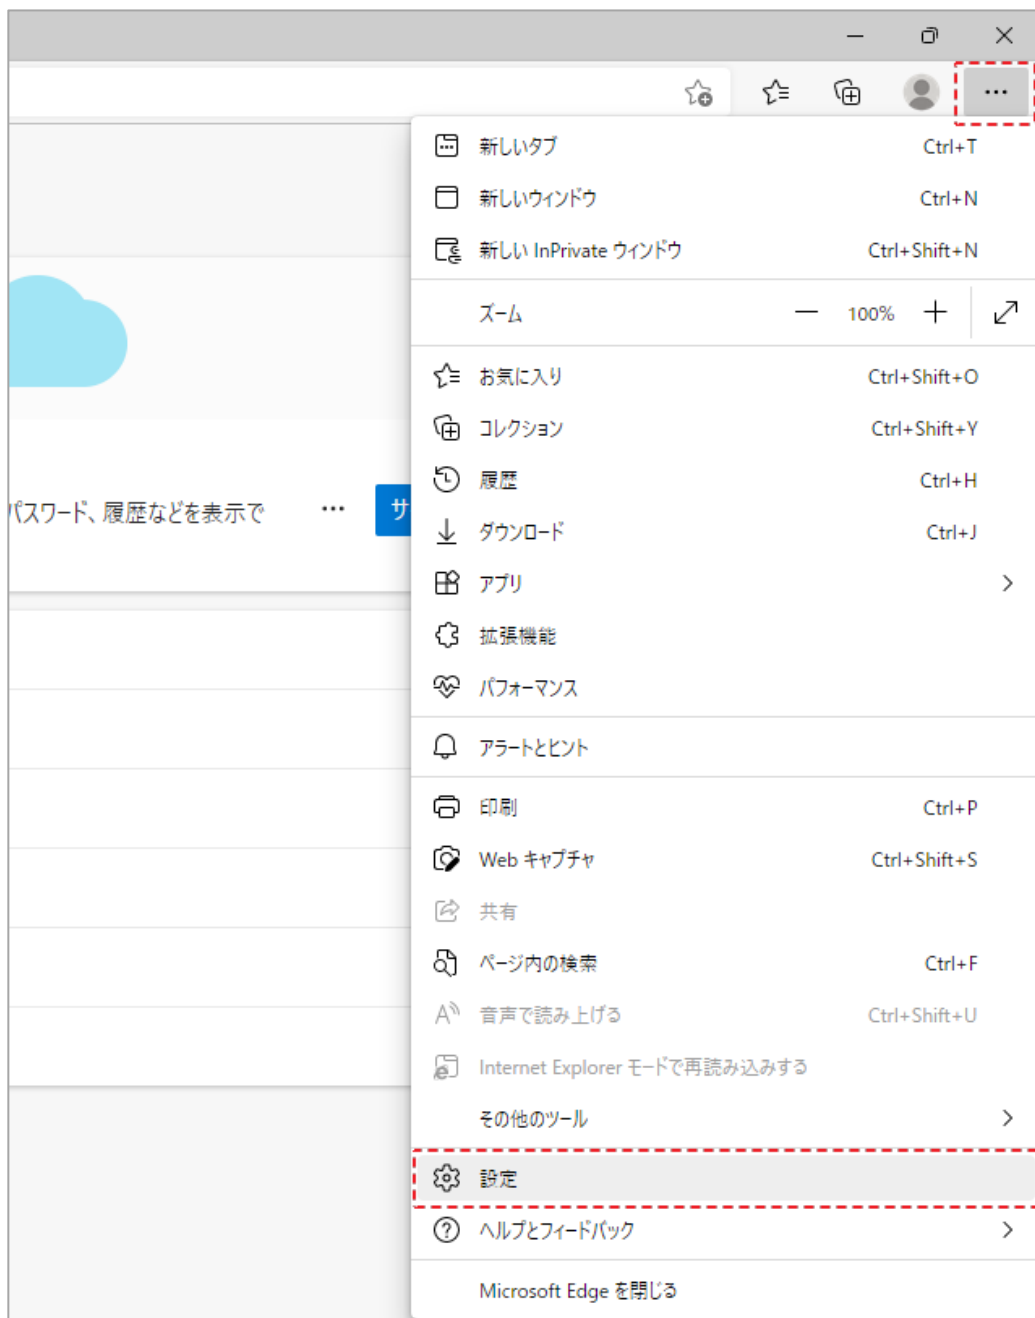 新しいタブ Ctrl+T
新しいウィンドウ Ctrl+N
新しい InPrivate ウィンドウ Ctrl+Shift+N
ズーム 100%
お気に入り Ctrl+Shift+O
コレクション Ctrl+Shift+Y
履歴 Ctrl+H
パスワード、履歴などを表示で ... サ
ダウンロード Ctrl+J
アプリ
拡張機能
パフォーマンス
アラートとヒント
印刷 Ctrl+P
Web キャプチャ Ctrl+Shift+S
共有
ページ内の検索 Ctrl+F
音声で読み上げる Ctrl+Shift+U
Internet Explorer モードで再読み込みする
その他のツール
設定
ヘルプとフィードバック
Microsoft Edge を閉じる